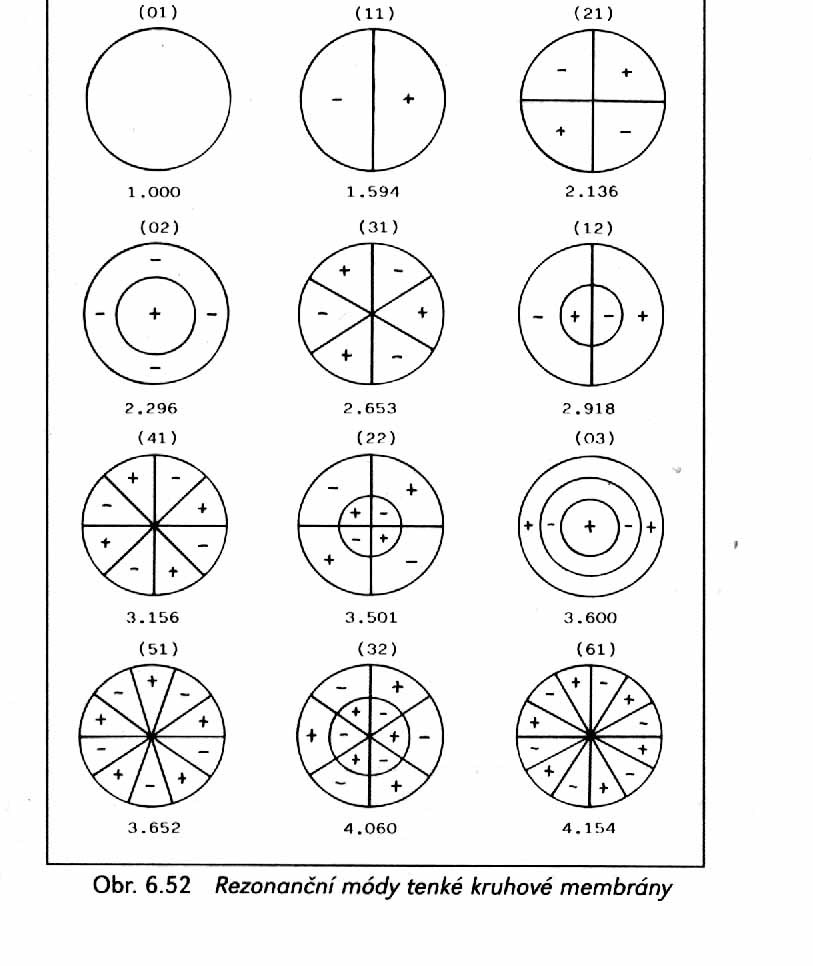 (01) (11) (21)
- + - +
+ -
1.000 1.594 2.136
(02) (31) (12)
- + -
- + - - + - + - +
- + -
2.296 2.653 2.918
(41) (22) (03)
+ - - +
- + + -
+ - - + + - + - +
- + + -
3.156 3.501 3.600
(51) (32) (61)
- + - - + - + - +
+ + + - + -
- - + - + - - +
+ - + + - - + - + -
3.652 4.060 4.154
Obr. 6.52 Rezonanční módy tenké kruhové membrány